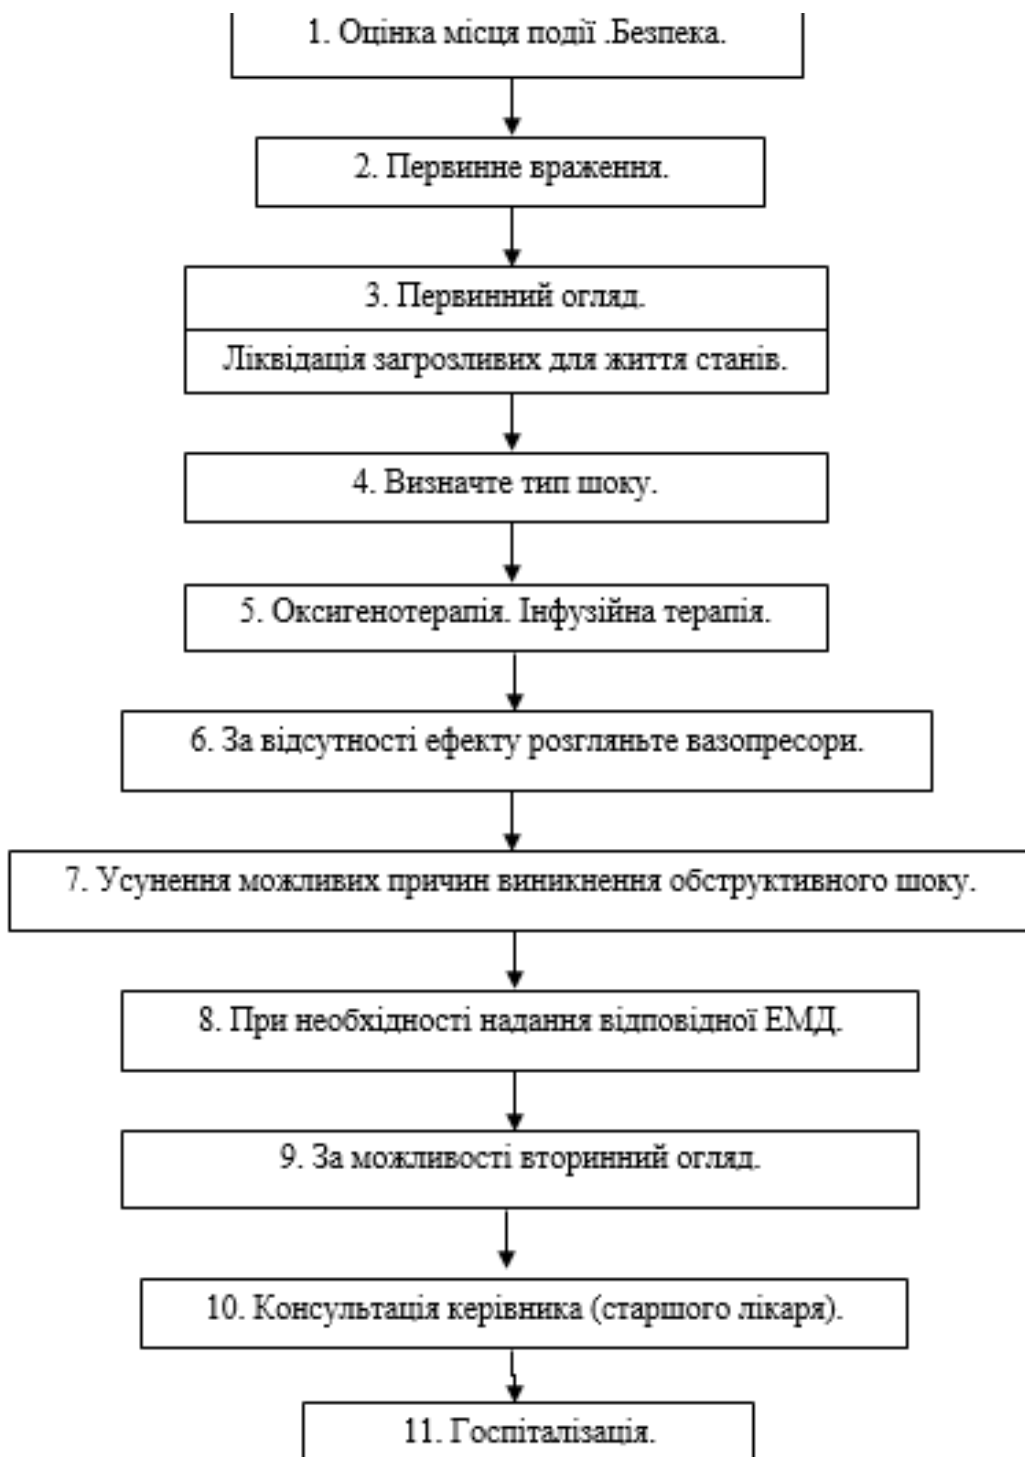 1. Оцінка місця події .Безпека.
2. Первинне враження.
3. Первинний огляд.
Ліквідація загрозливих для життя станів.
4. Визначте тип шоку.
5. Оксигенотерапія. Інфузійна терапія.
6. За відсутності ефекту розгляньте вазопресори.
7. Усунення можливих причин виникнення обструктивного шоку.
8. При необхідності надання відповідної ЕМД.
9. За можливості вторинний огляд.
10. Консультація керівника (старшого лікаря).
11. Госпіталізація.